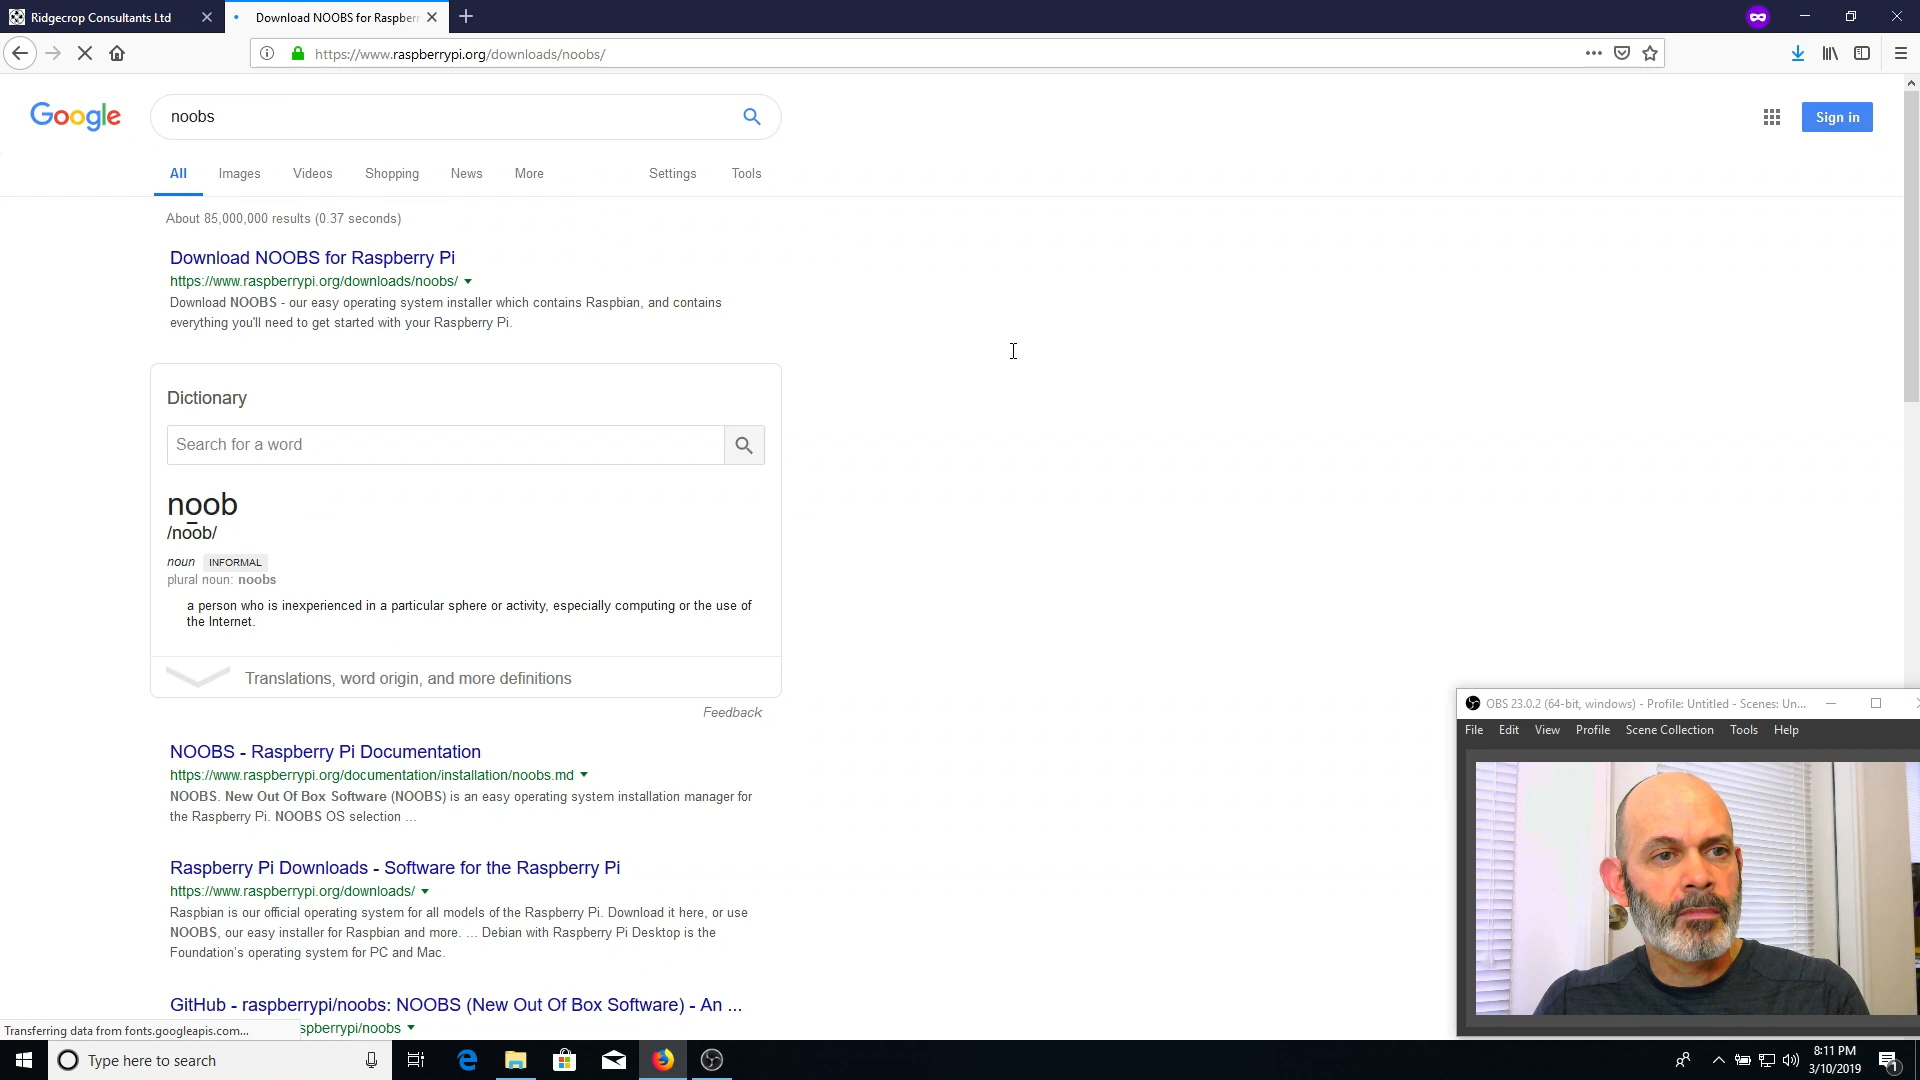 Ridgecrop Consultants Ltd
Download NOOBS for Raspberr
https://www.raspberrypi.org/downloads/noobs/
Google
noobs
Sign in
All Images Videos Shopping News More Settings Tools
About 85,000,000 results (0.37 seconds)
Download NOOBS for Raspberry Pi
https://www.raspberrypi.org/downloads/noobs/
Download NOOBS - our easy operating system installer which contains Raspbian, and contains
everything you'll need to get started with your Raspberry Pi.
Dictionary
Search for a word
noob
/no͞ob/
noun INFORMAL
plural noun: noobs
a person who is inexperienced in a particular sphere or activity, especially computing or the use of
the Internet.
Translations, word origin, and more definitions
Feedback
NOOBS - Raspberry Pi Documentation
https://www.raspberrypi.org/documentation/installation/noobs.md
NOOBS. New Out Of Box Software (NOOBS) is an easy operating system installation manager for
the Raspberry Pi. NOOBS OS selection ...
Raspberry Pi Downloads - Software for the Raspberry Pi
https://www.raspberrypi.org/downloads/
Raspbian is our official operating system for all models of the Raspberry Pi. Download it here, or use
NOOBS, our easy installer for Raspbian and more. ... Debian with Raspberry Pi Desktop is the
Foundation's operating system for PC and Mac.
GitHub - raspberrypi/noobs: NOOBS (New Out Of Box Software) - An ...
spberrypi/noobs
Transferring data from fonts.googleapis.com...
OBS 23.0.2 (64-bit, windows) - Profile: Untitled - Scenes: Un...
File Edit View Profile Scene Collection Tools Help
Type here to search
8:11 PM
3/10/2019
1